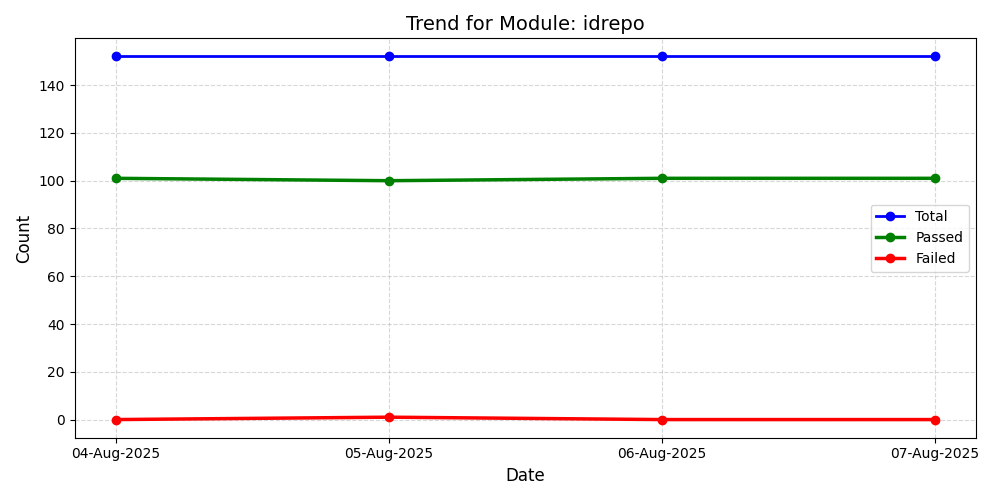 Trend for Module: idrepo
Count
140
120
100
80
60
40
20
0
Total
Passed
Failed
04-Aug-2025 05-Aug-2025 06-Aug-2025 07-Aug-2025
Date